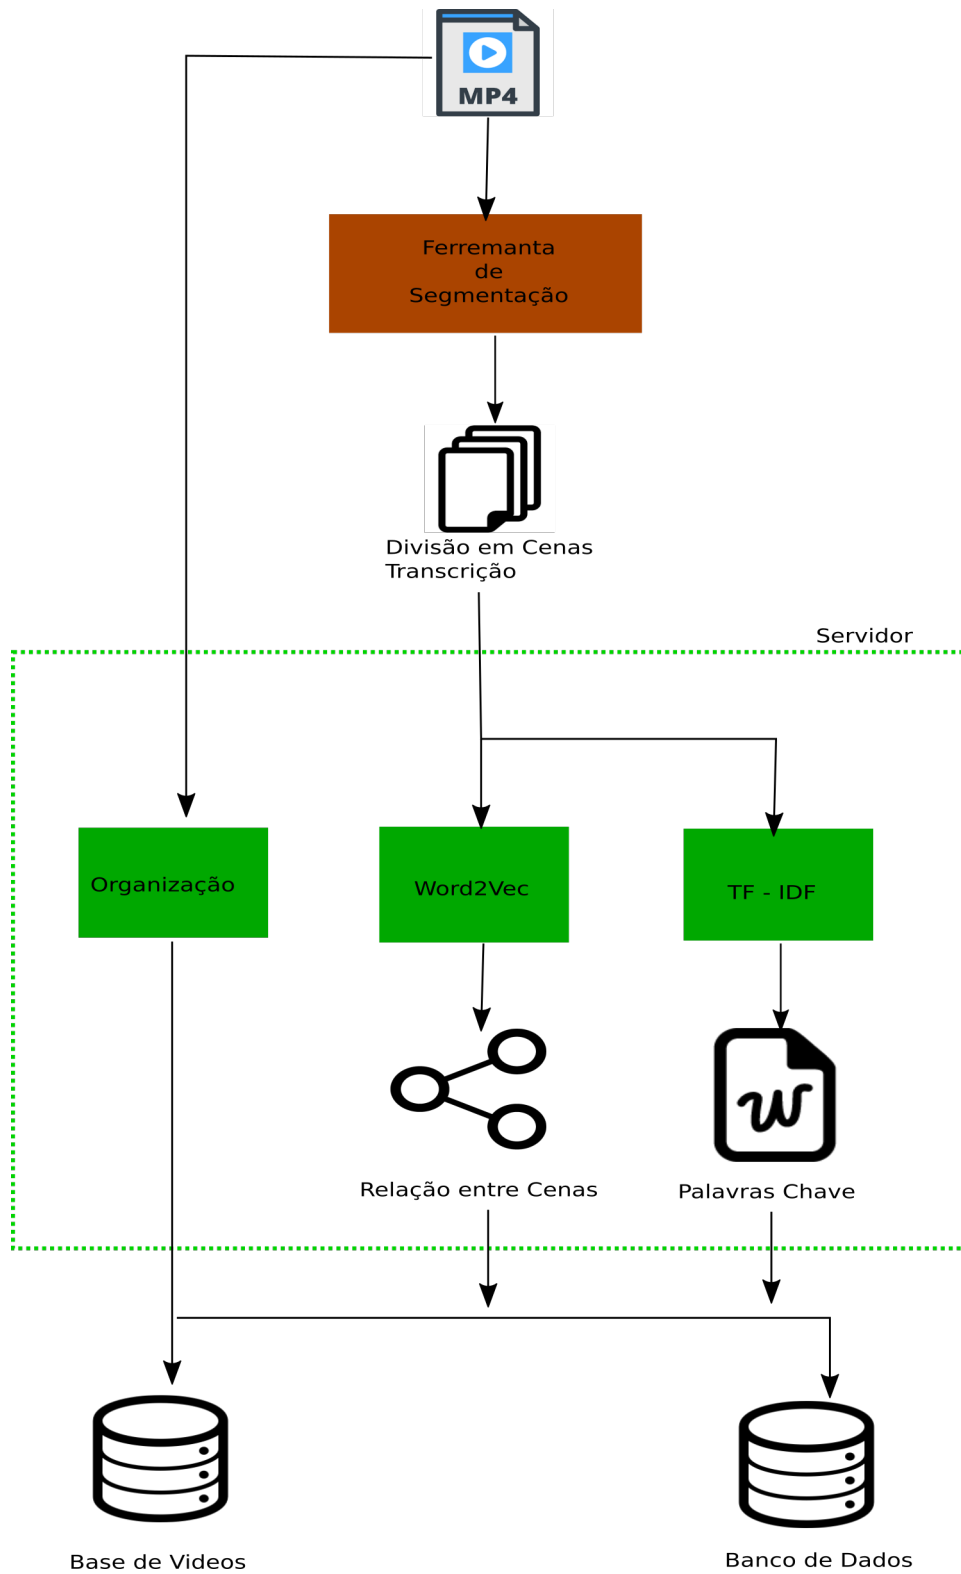 MP4
Ferremanta
de
Segmentação
Divisão em Cenas
Transcrição
Servidor
Organização
Word2Vec
TF - IDF
Relação entre Cenas
Palavras Chave
Base de Videos
Banco de Dados